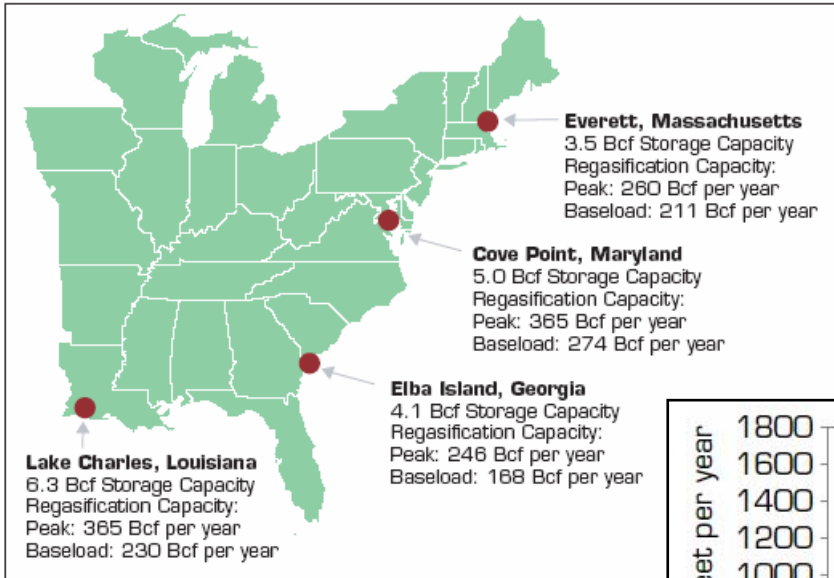 Everett, Massachusetts
3.5 Bcf Storage Capacity
Regasification Capacity:
Peak: 260 Bcf per year
Baseload: 211 Bcf per year
Cove Point, Maryland
5.0 Bcf Storage Capacity
Regasification Capacity:
Peak: 365 Bcf per year
Baseload: 274 Bcf per year
Elba Island, Georgia
4.1 Bcf Storage Capacity
Regasification Capacity:
Peak: 246 Bcf per year
Baseload: 168 Bcf per year
Lake Charles, Louisiana
6.3 Bcf Storage Capacity
Regasification Capacity:
Peak: 365 Bcf per year
Baseload: 230 Bcf per year
1800
1600
1400
1200
1000
per year